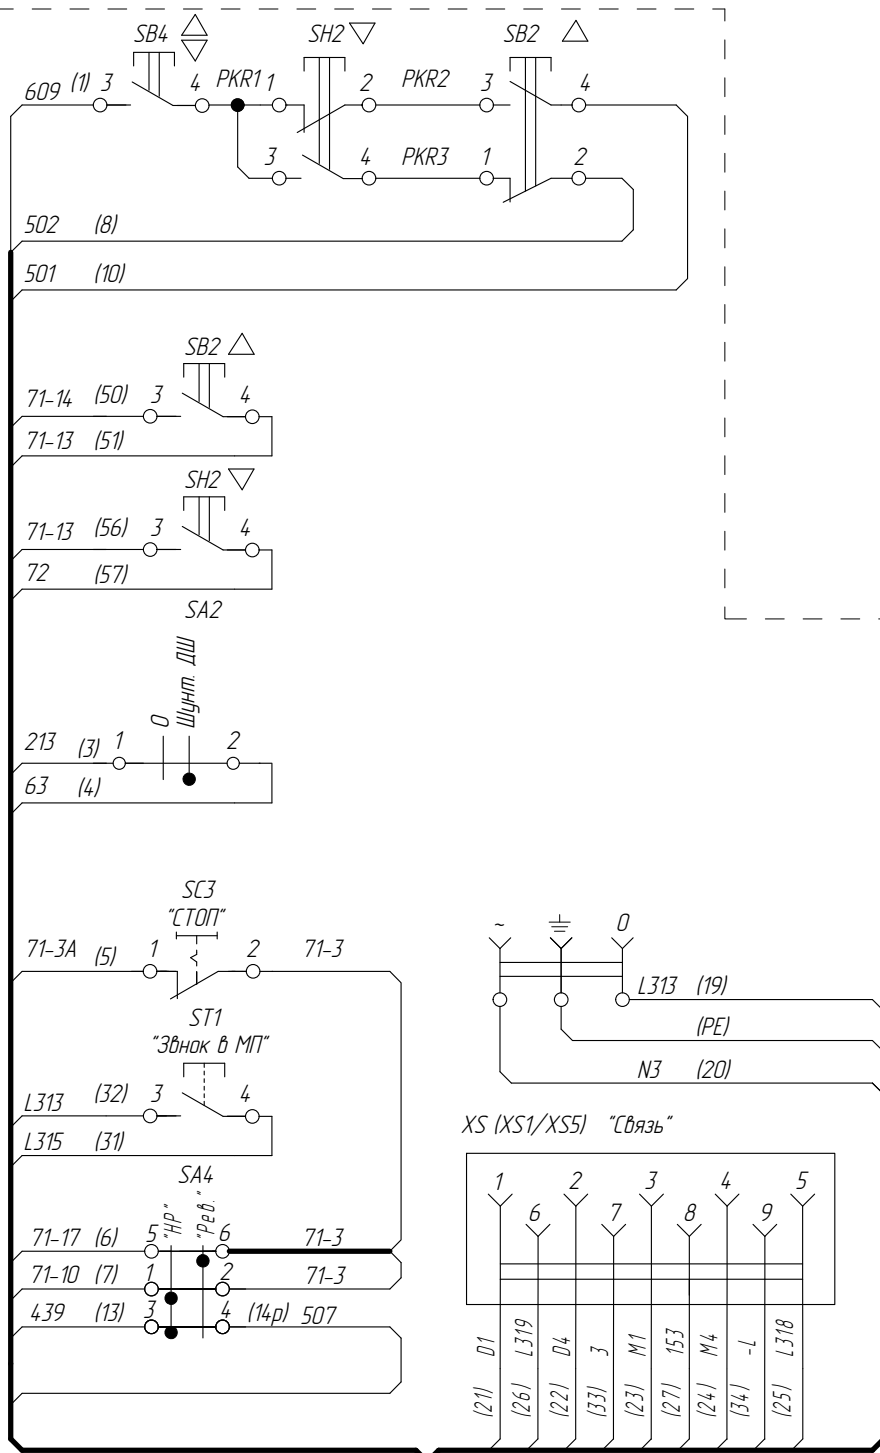 SB4 SH2 SB2
609 (1) 3 4 PKR1 1 2 PKR2 3 4
3 4 PKR3 1 2
502 (8)
501 (10)
SB2
71-14 (50) 3 4
71-13 (51)
SH2
71-13 (56) 3 4
72 (57)
SA2
0 Шунт. ДШ
213 (3) 1 2
63 (4)
SC3
"СТОП"
71-3А (5) 1 2 71-3
ST1
"Звнок в МП"
L313 (32) 3 4
L315 (31)
SA4
"НР" "Рев."
71-17 (6) 5 6 71-3
71-10 (7) 1 2 71-3
439 (13) 3 4 (14р) 507
~ 0
L313 (19)
(PE)
N3 (20)
XS (XS1/XS5) "Связь"
1 2 3 4 5
6 7 8 9
(21) D1
(26) L319
(22) D4
(33) 3
(23) M1
(27) 153
(24) M4
(34) -L
(25) L318